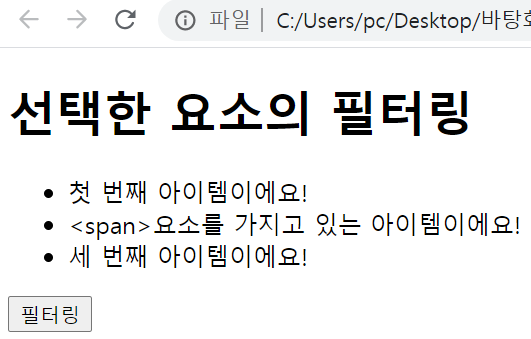 파일 | C:/Users/pc/Desktop/바탕
선택한 요소의 필터링
첫 번째 아이템이에요!
<span>요소를 가지고 있는 아이템이에요!
세 번째 아이템이에요!
필터링